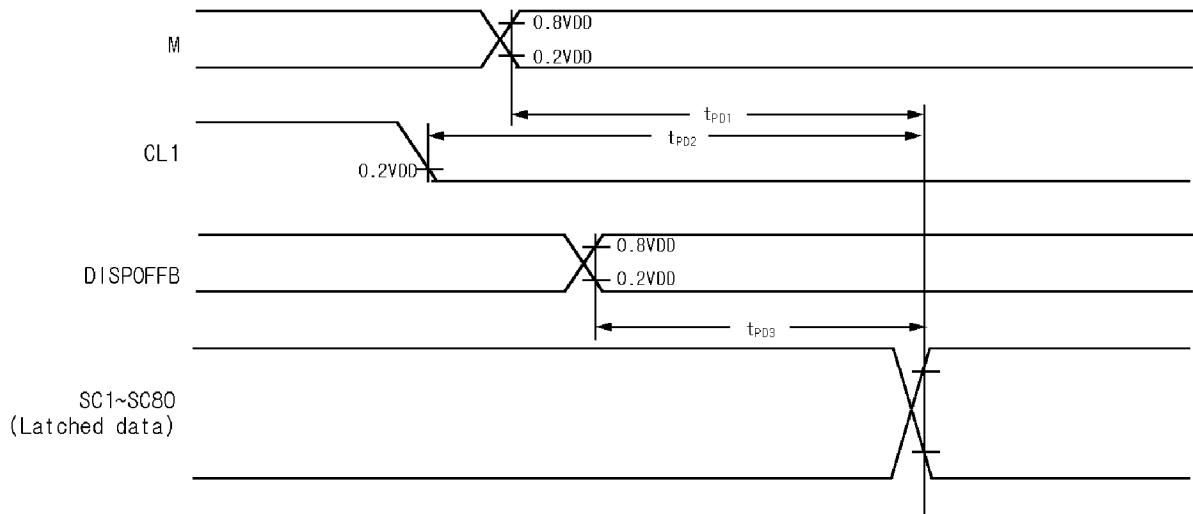 M
0.8VDD
0.2VDD
tPD1
tPD2
CL1
0.2VDD
DISPOFFB
0.8VDD
0.2VDD
tPD3
SC1~SC80
(Latched data)